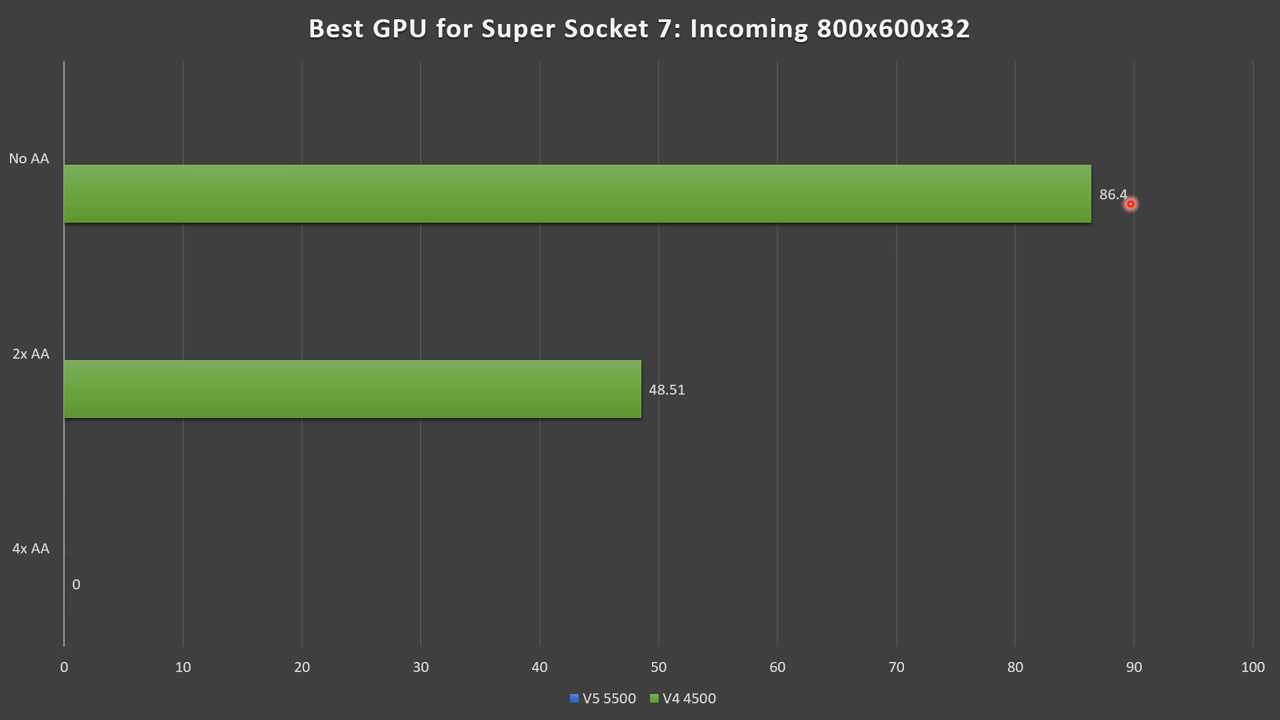 Best GPU for Super Socket 7: Incoming 800x600x32
No AA
86.4
2x AA
48.51
4x AA
0
0 10 20 30 40 50 60 70 80 90 100
V5 5500 V4 4500